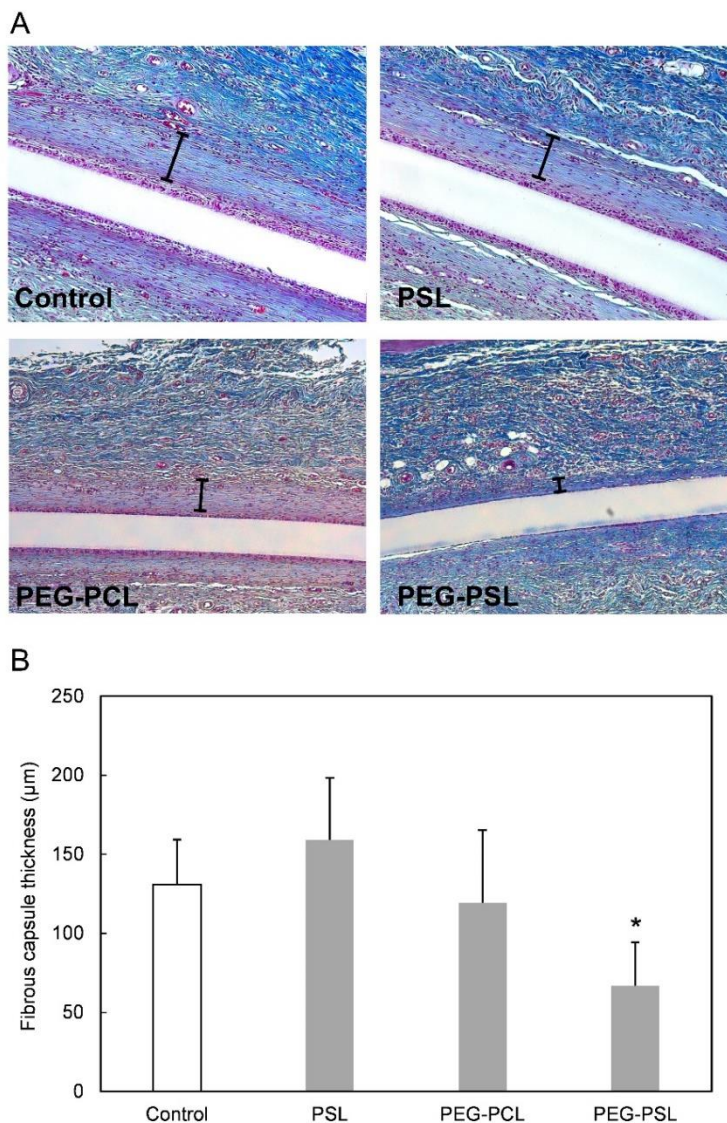 A
Control
PSL
PEG-PCL
PEG-PSL
B
Fibrous capsule thickness (µm)
250
200
150
100
50
0
*
Control
PSL
PEG-PCL
PEG-PSL